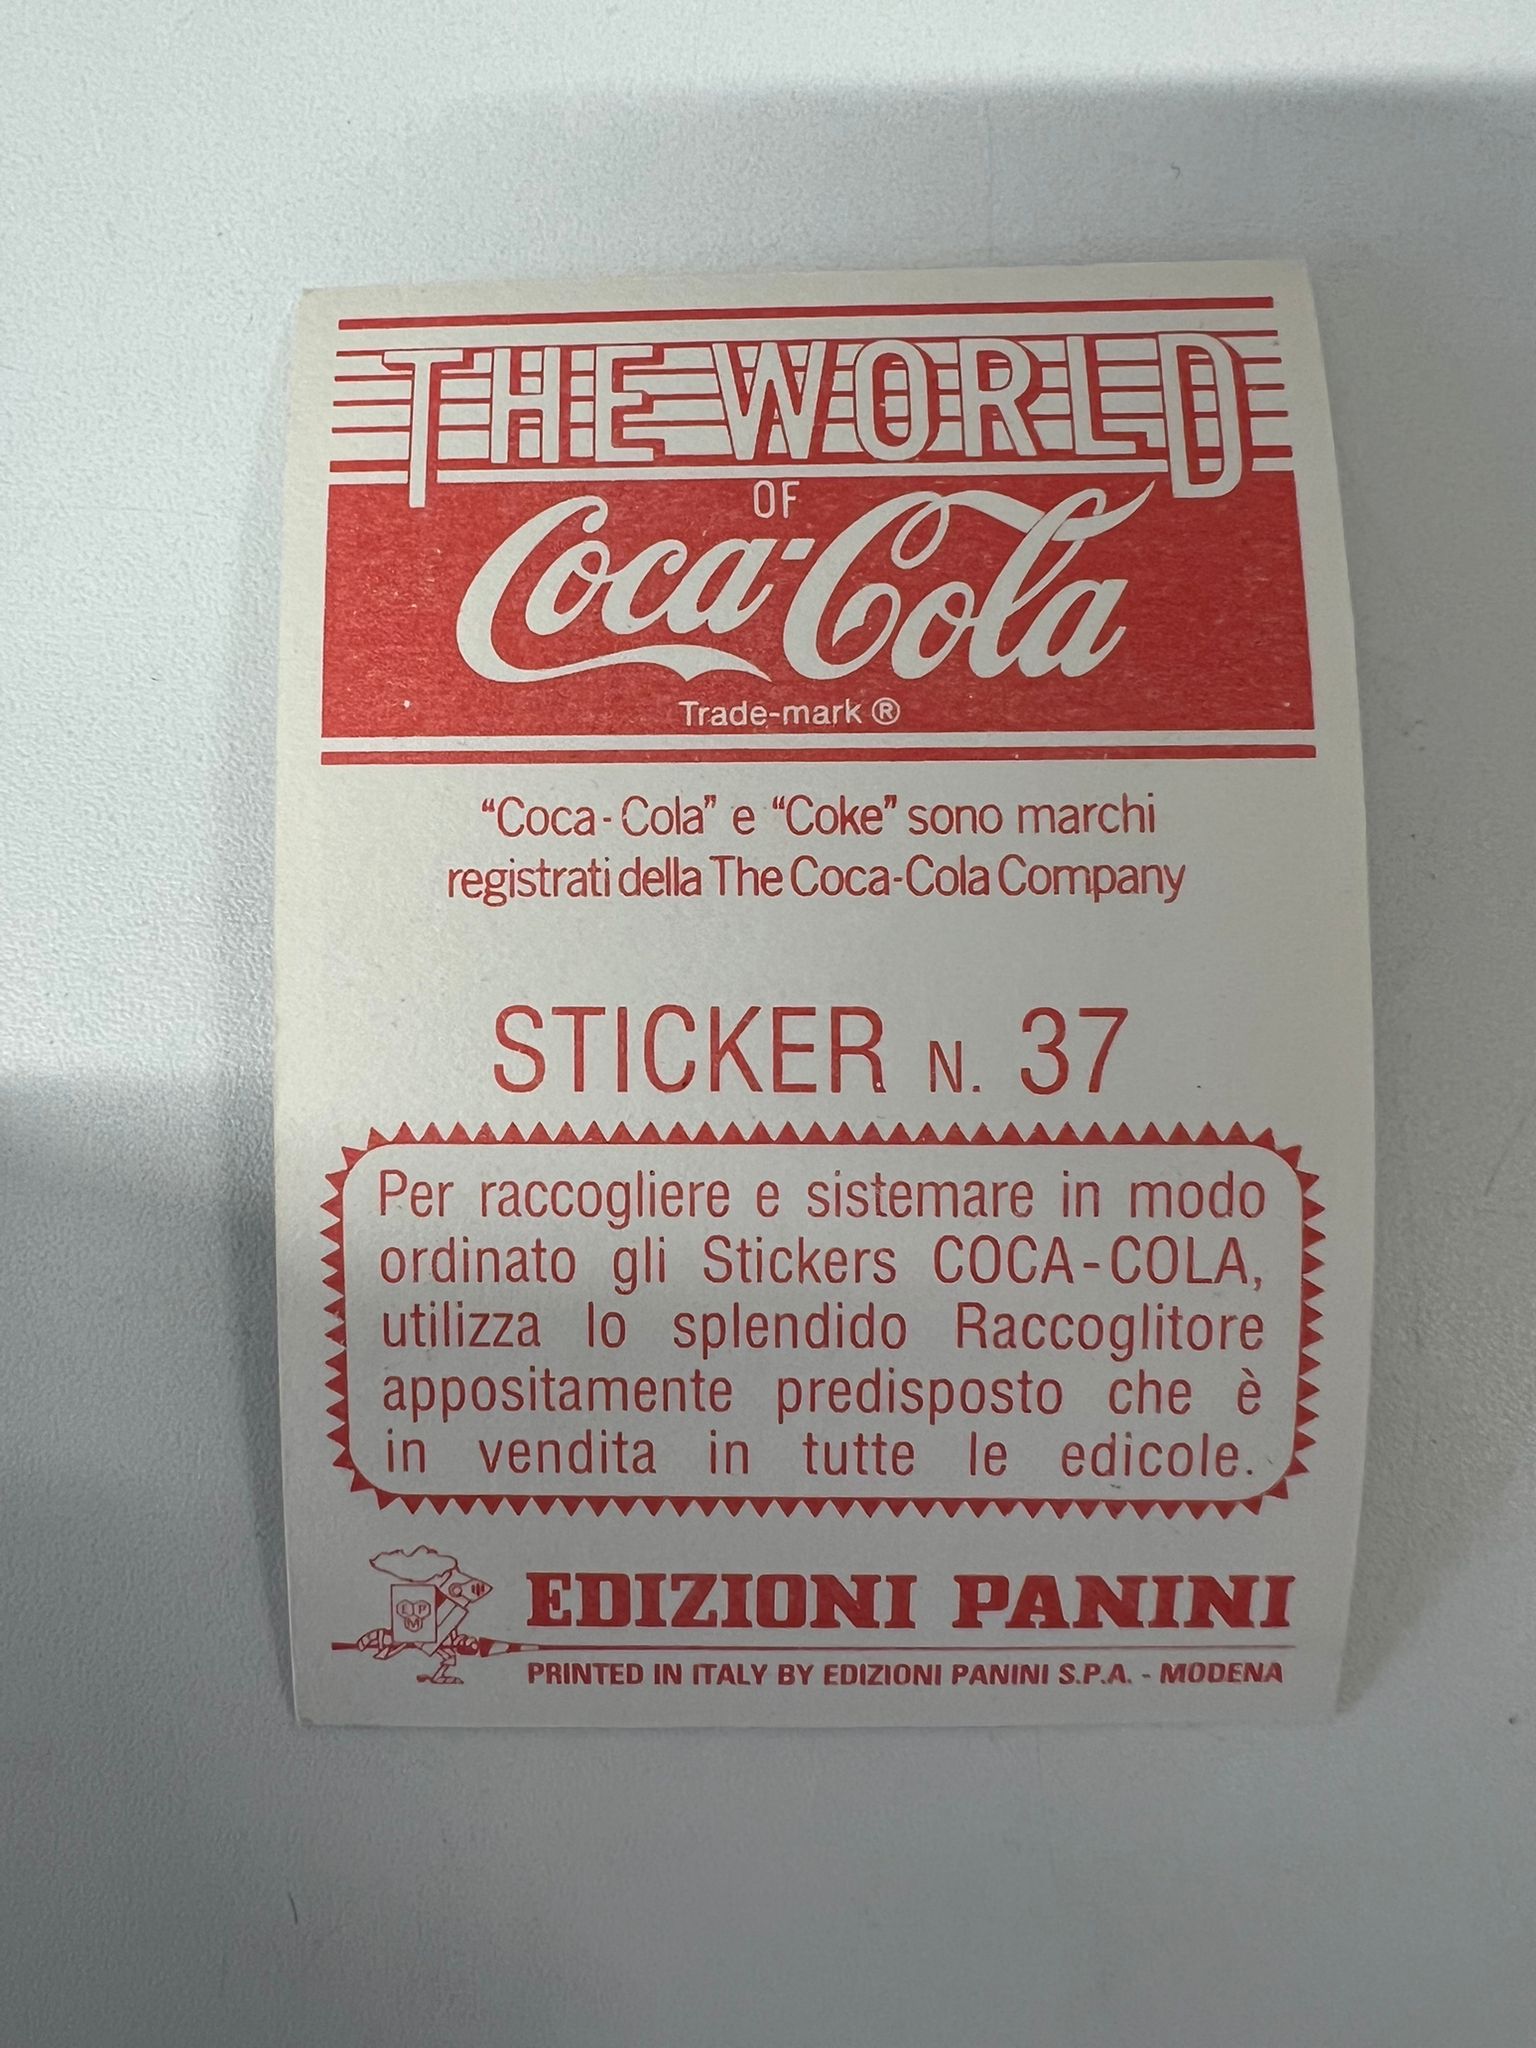 THE WORLD
OF
Coca-Cola
Trade-mark ®
“Coca-Cola” e “Coke” sono marchi
registrati della The Coca-Cola Company
STICKER N. 37
Per raccogliere e sistemare in modo
ordinato gli Stickers COCA-COLA,
utilizza lo splendido Raccoglitore
appositamente predisposto che è
in vendita in tutte le edicole.
EPM
EDIZIONI PANINI
PRINTED IN ITALY BY EDIZIONI PANINI S.P.A. - MODENA